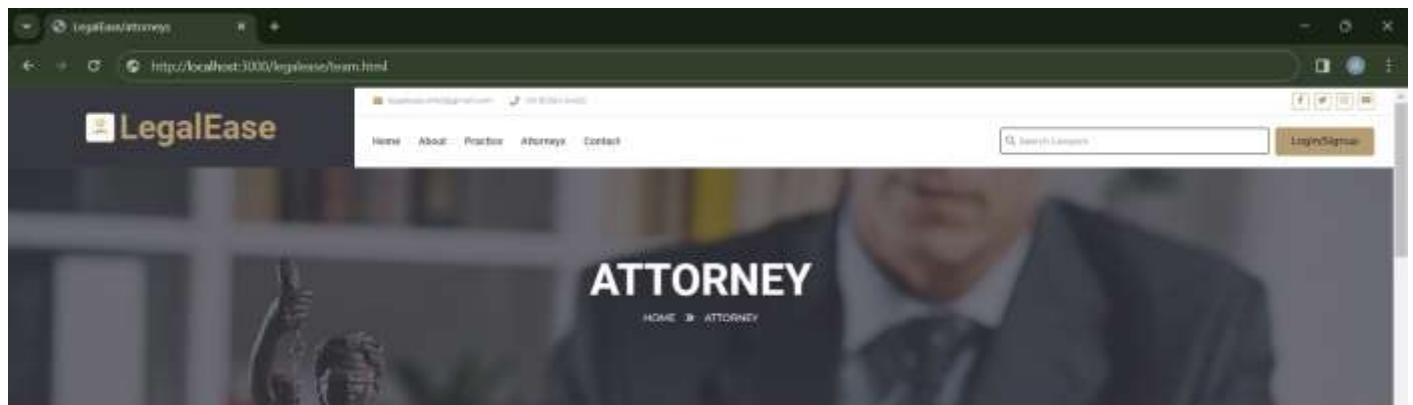 LegalEase/attorneys
http://localhost:3000/legalease/team.html
LegalEase
Home About Practice Attorneys Contact
Search Lawyers
Login/Signup
ATTORNEY
HOME » ATTORNEY